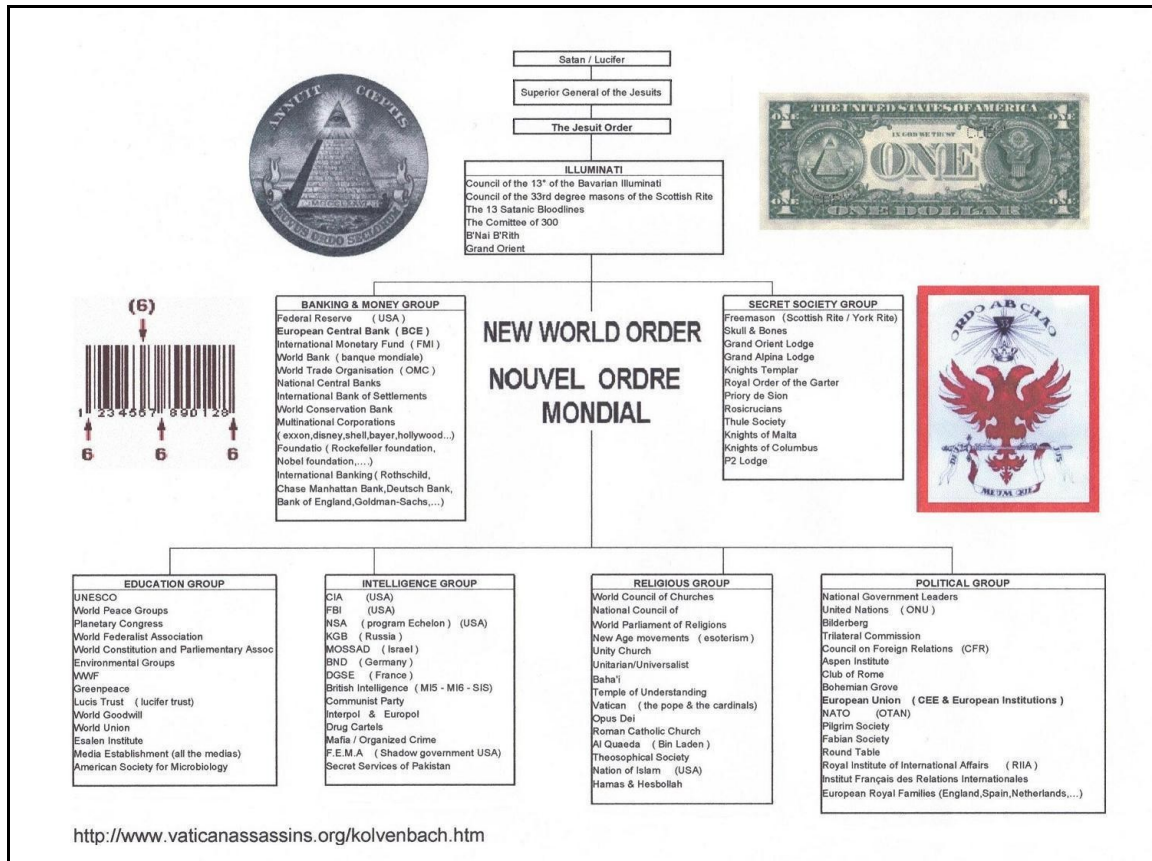 Satan / Lucifer
Superior General of the Jesuits
The Jesuit Order
ANNUIT CŒPTIS
MDCCLXXVI
NOVUS ORDO SECLORUM
ILLUMINATI
Council of the 13" of the Bavarian Illuminati
Council of the 33rd degree masons of the Scottish Rite
The 13 Satanic Bloodlines
The Comittee of 300
B'Nai B'Rith
Grand Orient
THE UNITED STATES OF AMERICA
ONE ONE
1 1
IN GOD WE TRUST
ONE
1 1
ONE DOLLAR
(6)
1 234567 890128
6 6 6
BANKING & MONEY GROUP
Federal Reserve (USA )
European Central Bank ( BCE )
International Monetary Fund ( FMI )
World Bank ( banque mondiale)
World Trade Organisation ( OMC )
National Central Banks
International Bank of Settlements
World Conservation Bank
Multinational Corporations
( exxon,disney,shell,bayer,hollywood...)
Foundatio ( Rockefeller foundation,
Nobel foundation,....)
International Banking ( Rothschild,
Chase Manhattan Bank,Deutsch Bank,
Bank of England,Goldman-Sachs,...)
NEW WORLD ORDER
NOUVEL ORDRE
MONDIAL
SECRET SOCIETY GROUP
Freemason (Scottish Rite / York Rite)
Skull & Bones
Grand Orient Lodge
Grand Alpina Lodge
Knights Templar
Royal Order of the Garter
Priory de Sion
Rosicrucians
Thule Society
Knights of Malta
Knights of Columbus
P2 Lodge
ORDO AB CHAO
EDUCATION GROUP
UNESCO
World Peace Groups
Planetary Congress
World Federalist Association
World Constitution and Parliementary Assoc
Environmental Groups
WWF
Greenpeace
Lucis Trust ( lucifer trust)
World Goodwill
World Union
Esalen Institute
Media Establishment (all the medias)
American Society for Microbiology
INTELLIGENCE GROUP
CIA (USA)
FBI (USA)
NSA ( program Echelon ) (USA)
KGB ( Russia )
MOSSAD ( Israel )
BND ( Germany )
DGSE ( France )
British Intelligence ( MI5 - MI6 - SIS)
Communist Party
Interpol & Europol
Drug Cartels
Mafia / Organized Crime
F.E.M.A ( Shadow government USA)
Secret Services of Pakistan
RELIGIOUS GROUP
World Council of Churches
National Council of
World Parliament of Religions
New Age movements ( esoterism )
Unity Church
Unitarian/Universalist
Baha'i
Temple of Understanding
Vatican ( the pope & the cardinals)
Opus Dei
Roman Catholic Church
Al Quaeda ( Bin Laden )
Theosophical Society
Nation of Islam (USA)
Hamas & Hesbollah
POLITICAL GROUP
National Government Leaders
United Nations ( ONU )
Bilderberg
Trilateral Commission
Council on Foreign Relations (CFR)
Aspen Institute
Club of Rome
Bohemian Grove
European Union ( CEE & European Institutions )
NATO (OTAN)
Pilgrim Society
Fabian Society
Round Table
Royal Institute of International Affairs ( RIIA )
Institut Français des Relations Internationales
European Royal Families (England,Spain,Netherlands,...)
http://www.vaticanassassins.org/kolvenbach.htm